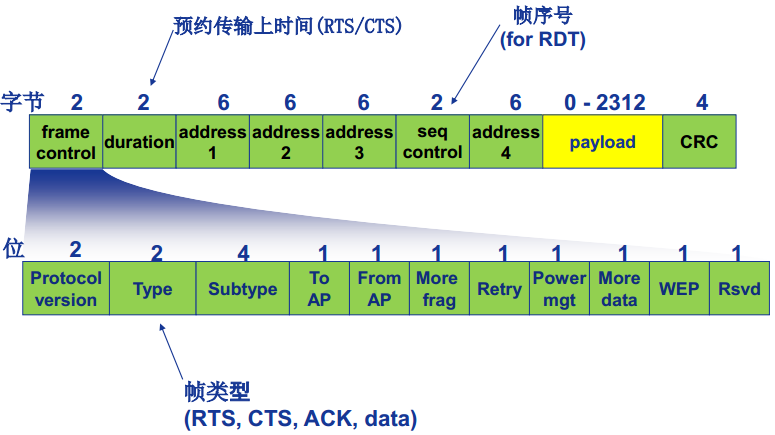 预约传输上时间(RTS/CTS)
帧序号
(for RDT)
字节 2 2 6 6 6 2 6 0 - 2312 4
frame control duration address 1 address 2 address 3 seq control address 4 payload CRC
位 2 2 4 1 1 1 1 1 1 1 1
Protocol version Type Subtype To AP From AP More frag Retry Power mgt More data WEP Rsvd
帧类型
(RTS, CTS, ACK, data)